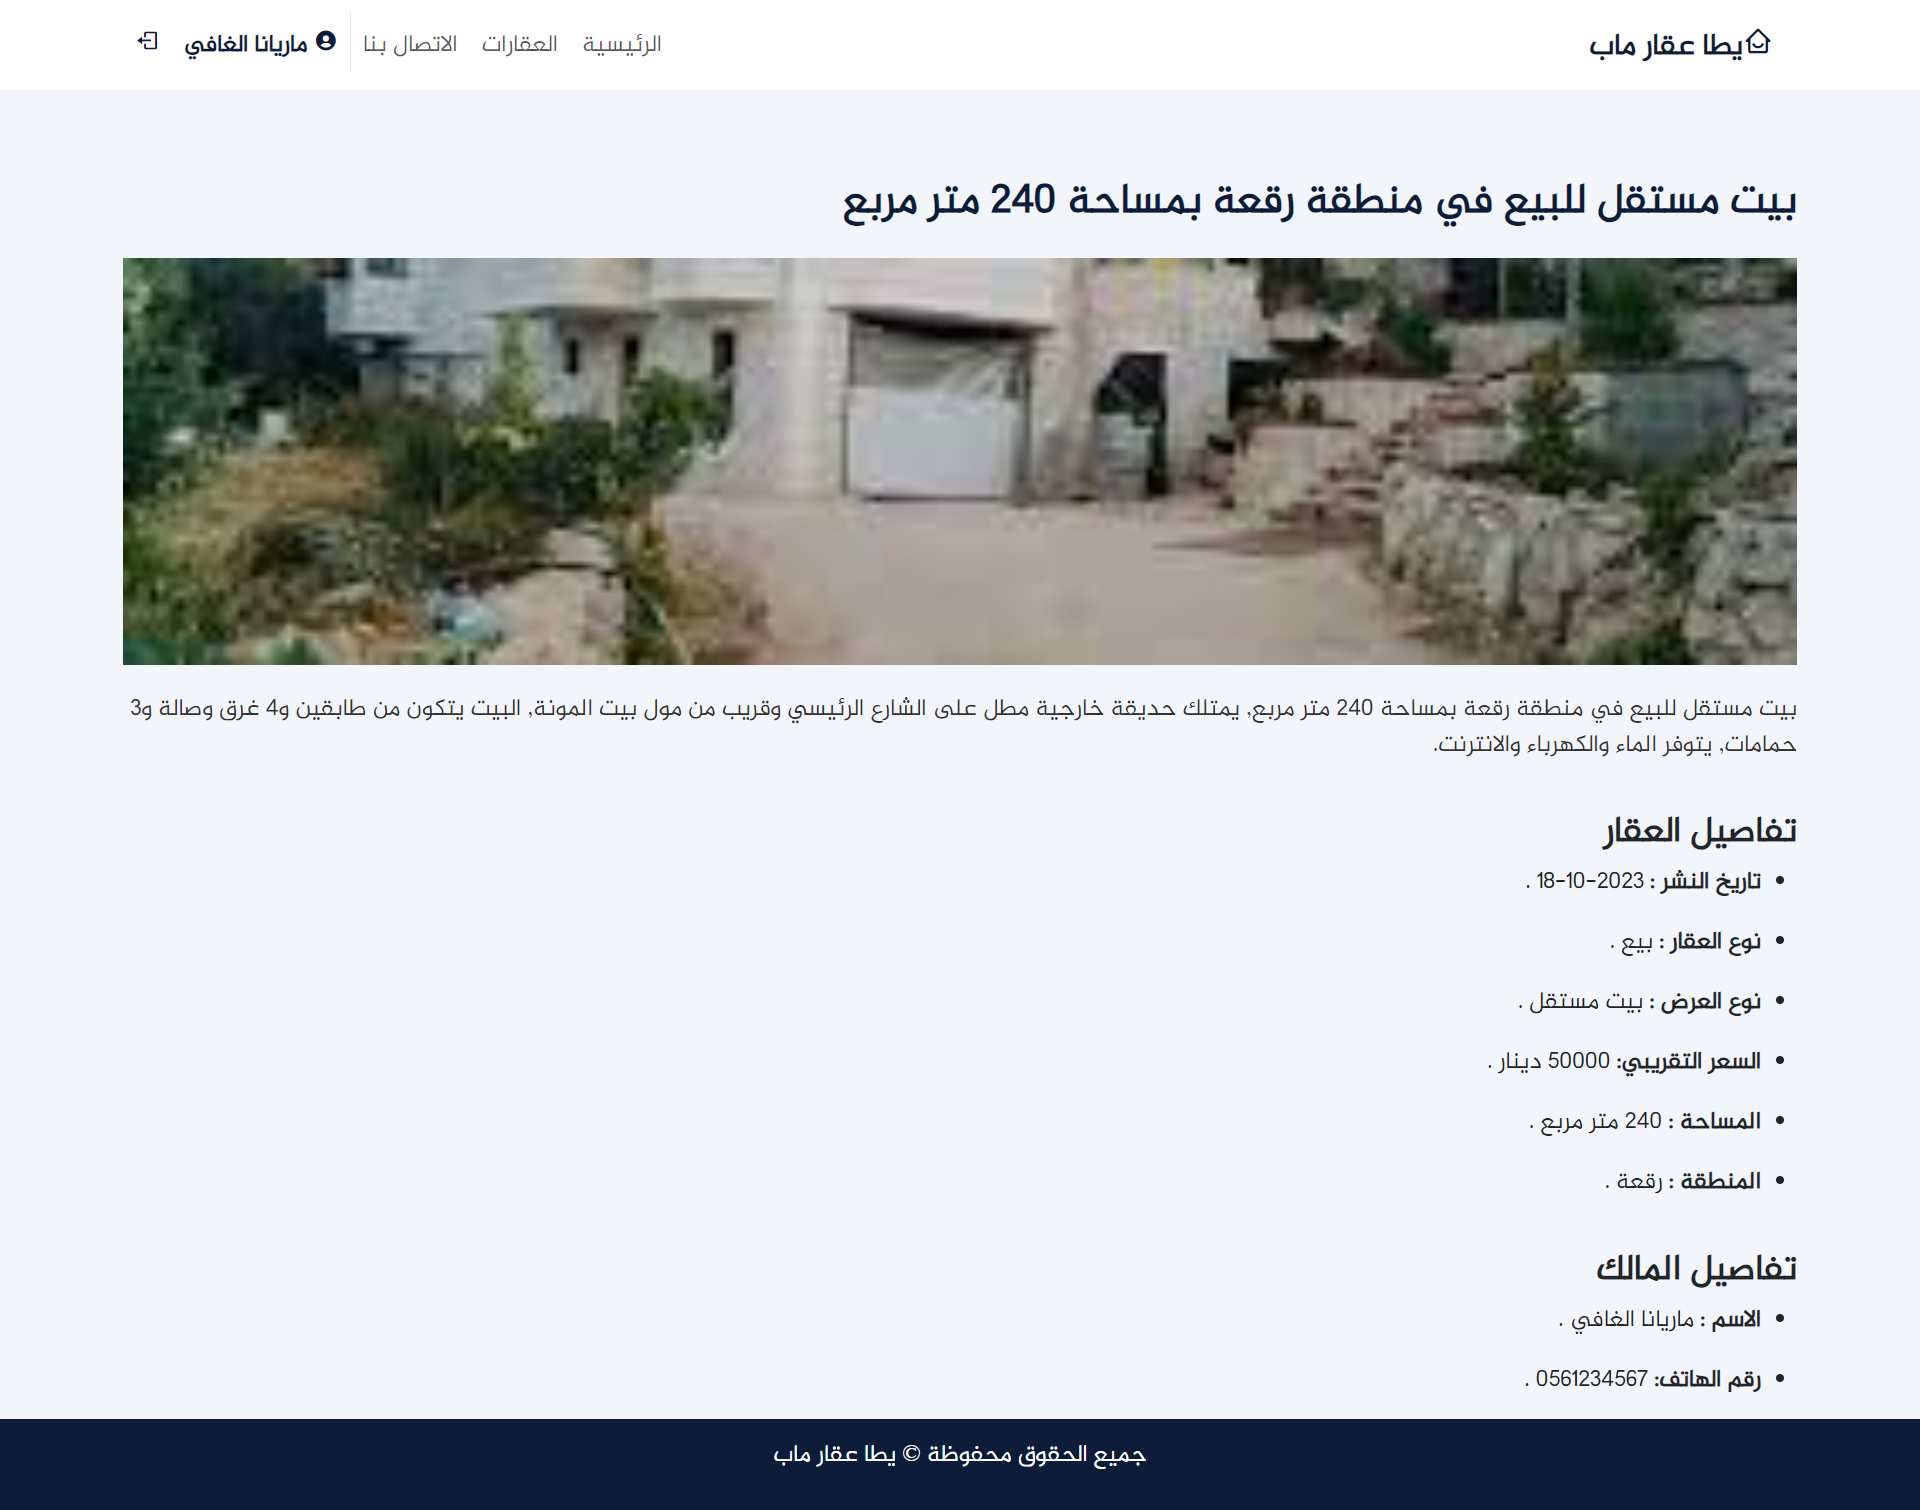 يطا عقار ماب
الرئيسية
العقارات
الاتصال بنا
ماريانا الغافي
بيت مستقل للبيع في منطقة رقعة بمساحة 240 متر مربع
بيت مستقل للبيع في منطقة رقعة بمساحة 240 متر مربع, يمتلك حديقة خارجية مطل على الشارع الرئيسي وقريب من مول بيت المونة, البيت يتكون من طابقين و4 غرق وصالة و3
حمامات, يتوفر الماء والكهرباء والانترنت.
تفاصيل العقار
تاريخ النشر : 2023-10-18 .
نوع العقار : بيع .
نوع العرض : بيت مستقل .
السعر التقريبي: 50000 دينار .
المساحة : 240 متر مربع .
المنطقة : رقعة .
تفاصيل المالك
الاسم : ماريانا الغافي .
رقم الهاتف: 0561234567 .
جميع الحقوق محفوظة © يطا عقار ماب